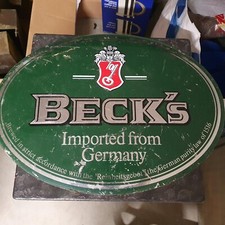 BECK'S
Imported from
Germany
Brewed in strict accordance with the "Reinheitsgebot", the German purity law of 1516